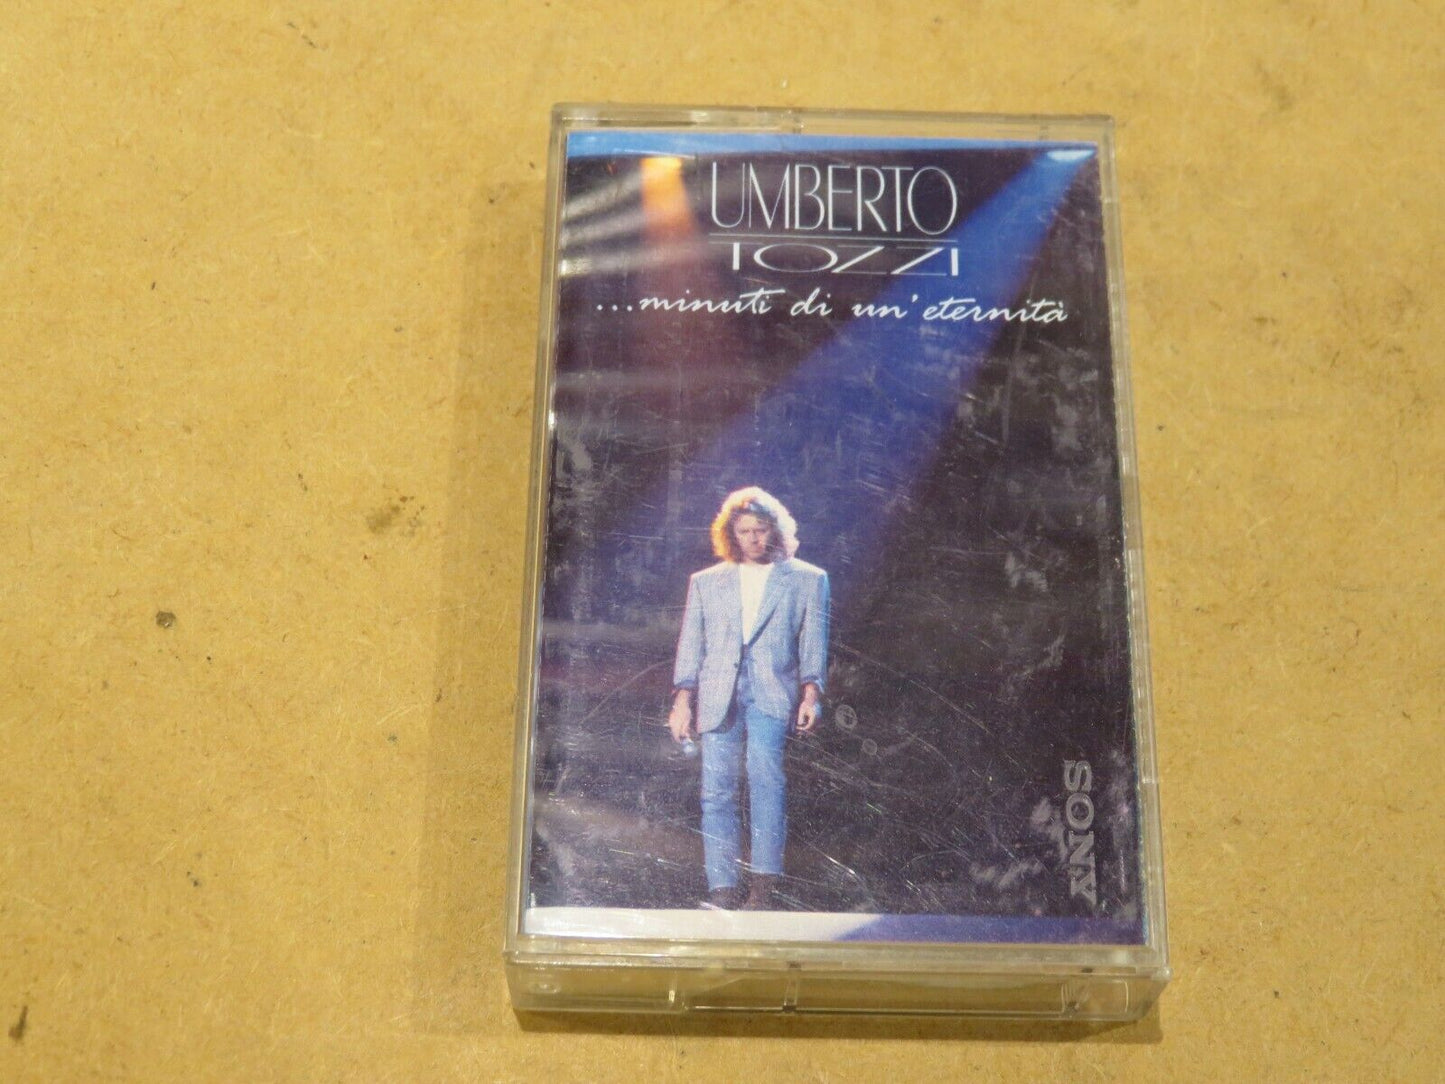 UMBERTO
TOZZI
...minuti di un' eternità
SONY